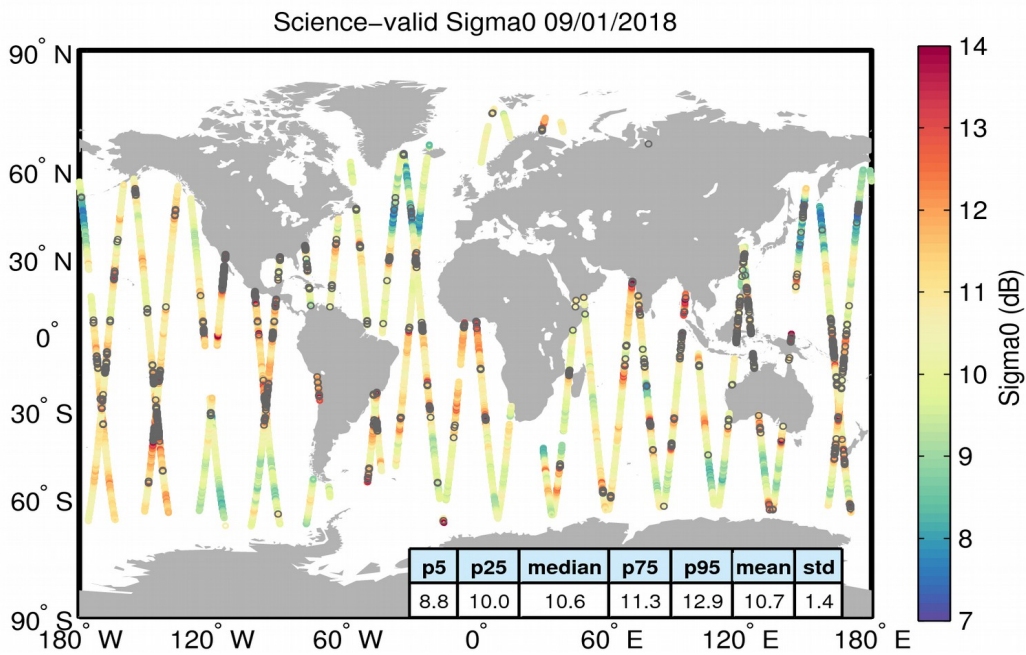 Science−valid Sigma0 09/01/2018
90° N
60° N
30° N
0°
30° S
60° S
90° S
180° W
120° W
60° W
0°
60° E
120° E
180° E
p5 p25 median p75 p95 mean std
8.8 10.0 10.6 11.3 12.9 10.7 1.4
14
13
12
11
10
9
8
7
Sigma0 (dB)